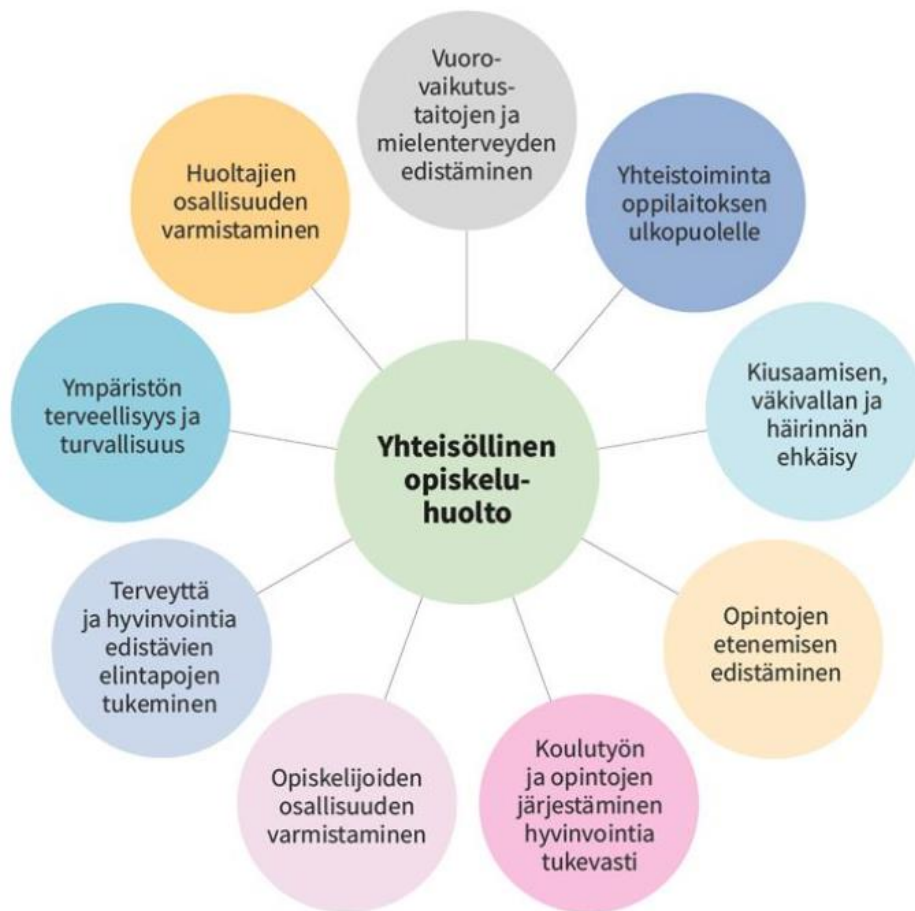 Vuoro-
vaikutus-
taitojen ja
mielenterveyden
edistäminen
Yhteistoiminta
oppilaitoksen
ulkopuolelle
Kiusaamisen,
väkivallan ja
häirinnän
ehkäisy
Opintojen
etenemisen
edistäminen
Koulutyön
ja opintojen
järjestäminen
hyvinvointia
tukevasti
Opiskelijoiden
osallisuuden
varmistaminen
Terveyttä
ja hyvinvointia
edistävien
elintapojen
tukeminen
Ympäristön
terveellisyys ja
turvallisuus
Huoltajien
osallisuuden
varmistaminen
Yhteisöllinen
opiskelu-
huolto